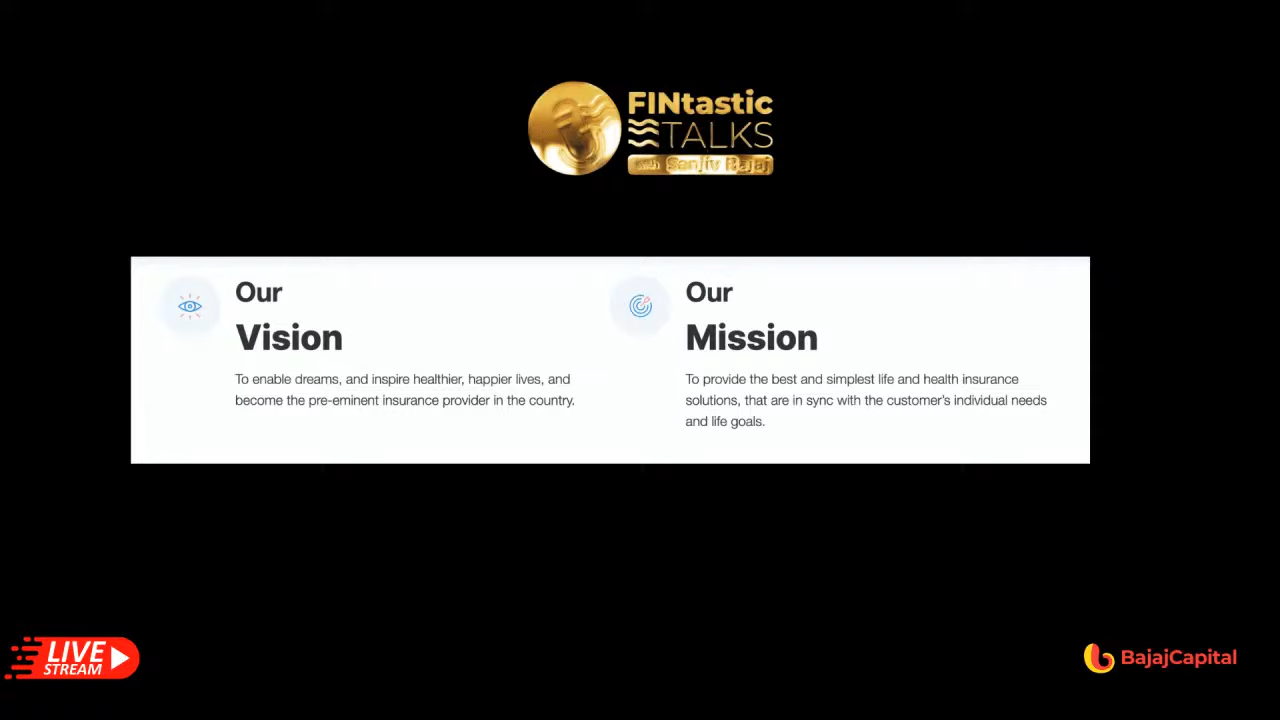 FINtastic
TALKS
with Sanjiv Bajaj
Our
Vision
To enable dreams, and inspire healthier, happier lives, and
become the pre-eminent insurance provider in the country.
Our
Mission
To provide the best and simplest life and health insurance
solutions, that are in sync with the customer's individual needs
and life goals.
LIVE
STREAM
BajajCapital